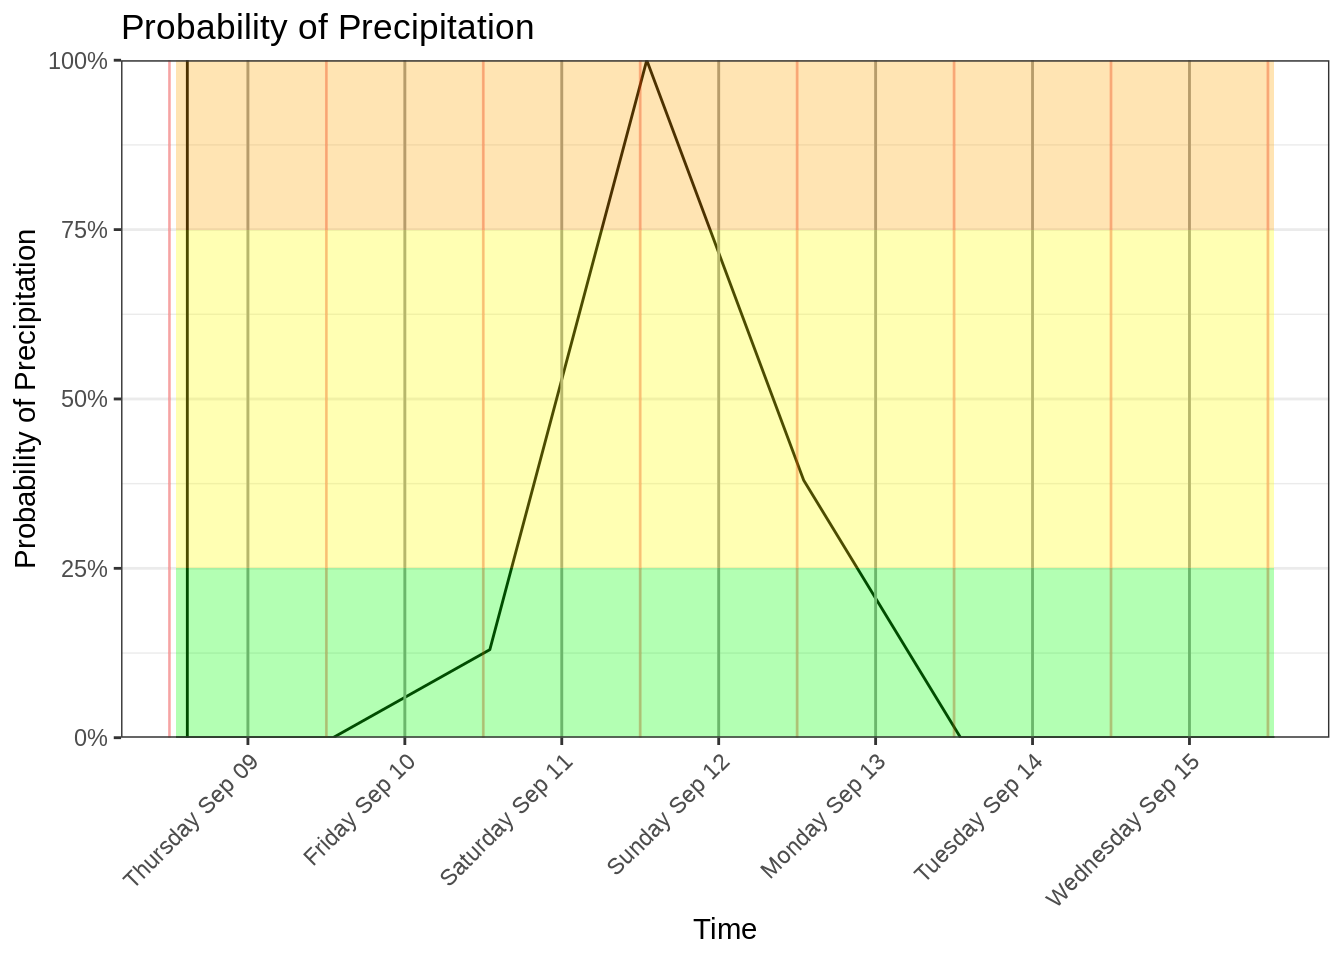 Probability of Precipitation
Probability of Precipitation
100%
75%
50%
25%
0%
Thursday Sep 09
Friday Sep 10
Saturday Sep 11
Sunday Sep 12
Monday Sep 13
Tuesday Sep 14
Wednesday Sep 15
Time